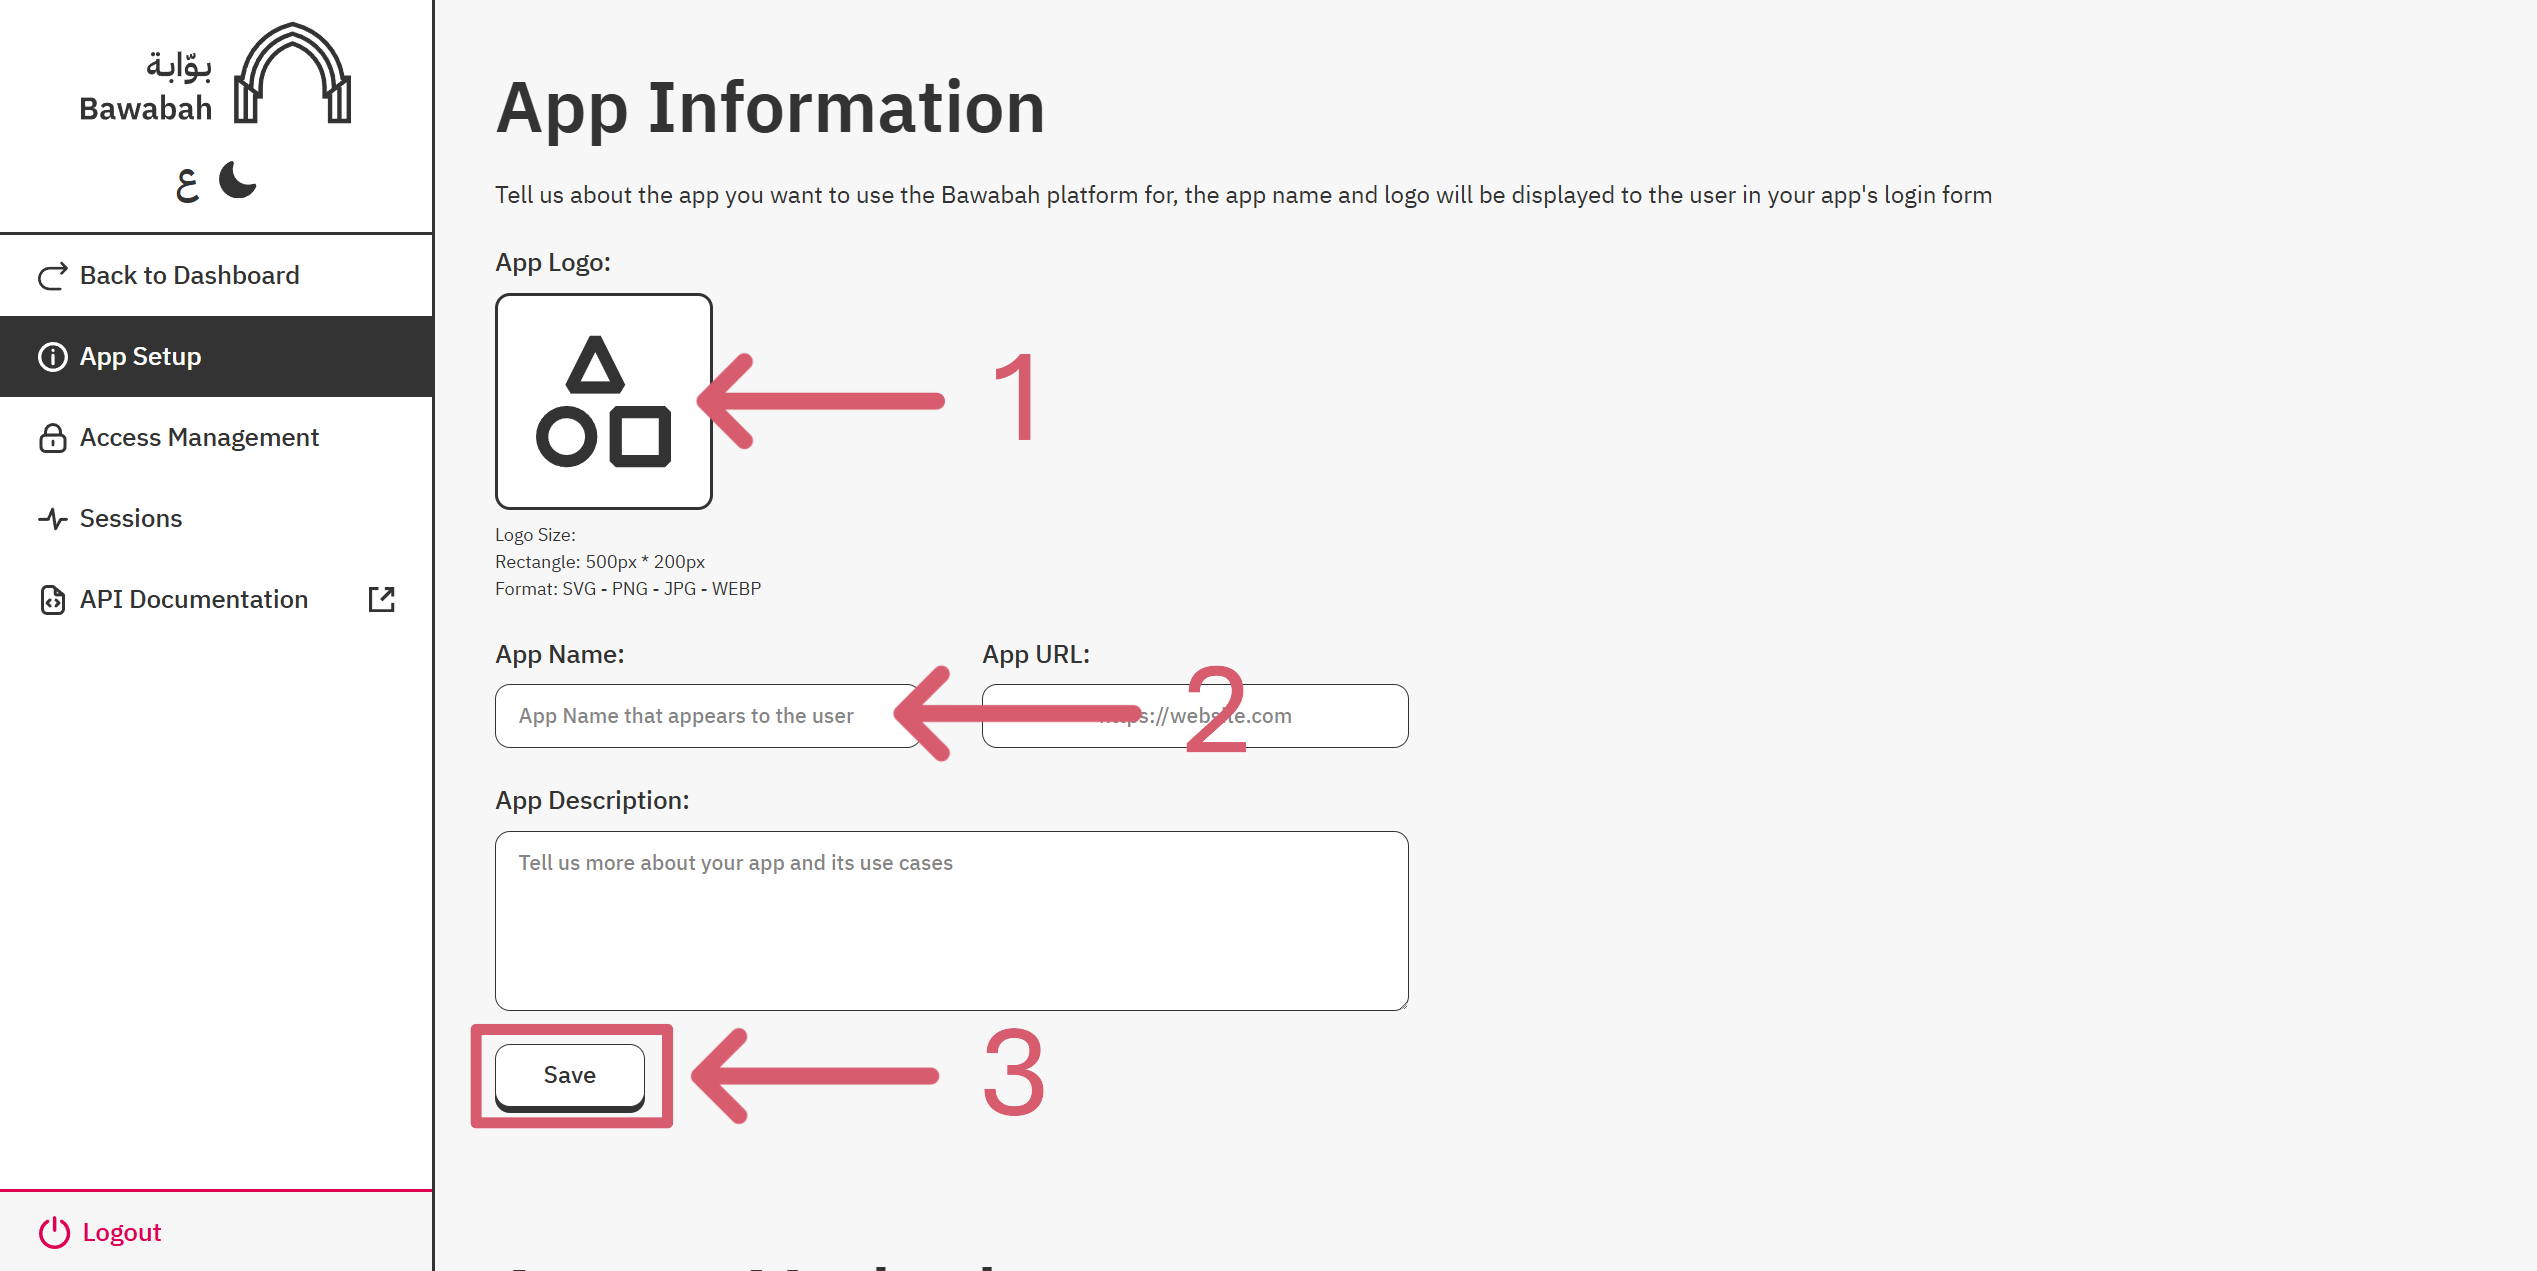 بوّابة
Bawabah
ع
Back to Dashboard
App Setup
Access Management
Sessions
API Documentation
Logout
App Information
Tell us about the app you want to use the Bawabah platform for, the app name and logo will be displayed to the user in your app's login form
App Logo:
1
Logo Size:
Rectangle: 500px * 200px
Format: SVG - PNG - JPG - WEBP
App Name:
App URL:
App Name that appears to the user
2
App Description:
Tell us more about your app and its use cases
Save
3